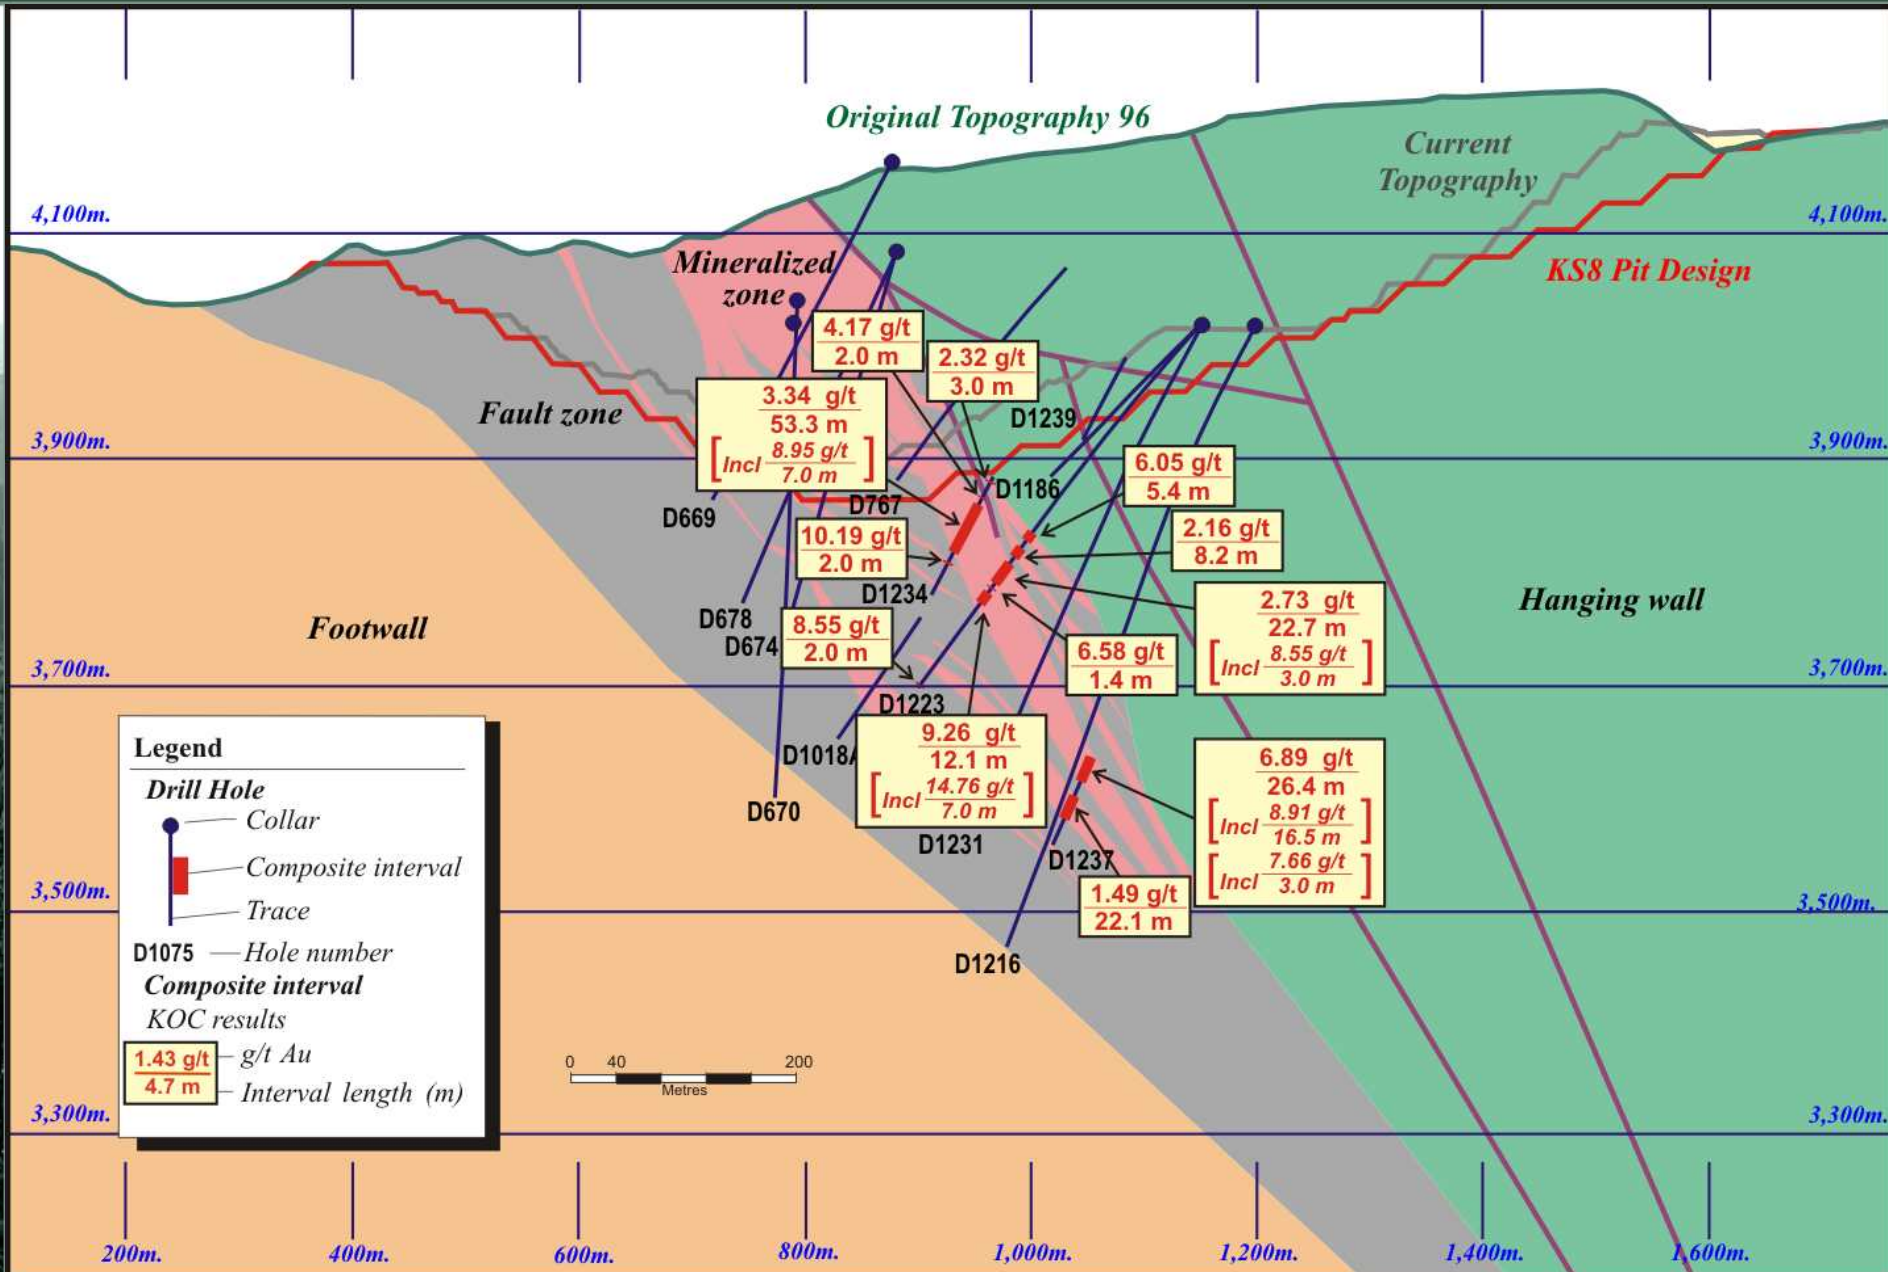 Original Topography 96
Current
Topography
4,100m.
4,100m.
KS8 Pit Design
Mineralized
zone
4.17 g/t
2.0 m
2.32 g/t
3.0 m
3.34 g/t
53.3 m
[Incl 8.95 g/t
7.0 m]
Fault zone
D1239
3,900m.
3,900m.
6.05 g/t
5.4 m
D1186
D767
D669
10.19 g/t
2.0 m
2.16 g/t
8.2 m
D1234
2.73 g/t
22.7 m
[Incl 8.55 g/t
3.0 m]
Hanging wall
Footwall
D678
D674
8.55 g/t
2.0 m
6.58 g/t
1.4 m
3,700m.
3,700m.
D1223
D1018A
9.26 g/t
12.1 m
[Incl 14.76 g/t
7.0 m]
6.89 g/t
26.4 m
[Incl 8.91 g/t
16.5 m]
[Incl 7.66 g/t
3.0 m]
D670
D1231
D1237
1.49 g/t
22.1 m
3,500m.
3,500m.
D1216
Legend
Drill Hole
Collar
Composite interval
Trace
D1075 Hole number
Composite interval
KOC results
1.43 g/t g/t Au
4.7 m Interval length (m)
0 40 200
Metres
3,300m.
3,300m.
200m. 400m. 600m. 800m. 1,000m. 1,200m. 1,400m. 1,600m.